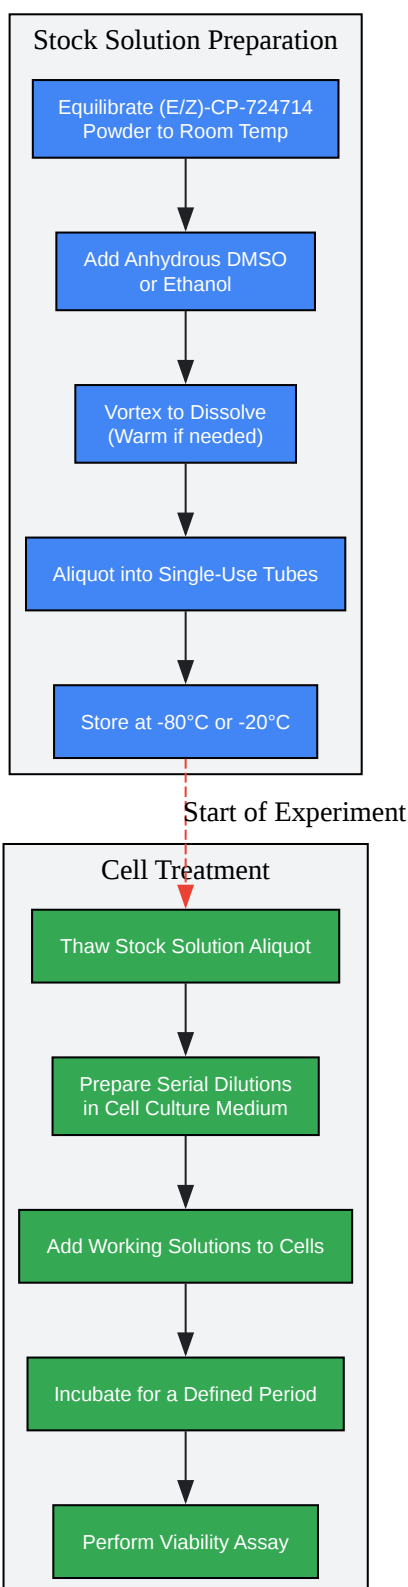 Stock Solution Preparation
Equilibrate (E/Z)-CP-724714
Powder to Room Temp
Add Anhydrous DMSO
or Ethanol
Vortex to Dissolve
(Warm if needed)
Aliquot into Single-Use Tubes
Store at -80°C or -20°C
Start of Experiment
Cell Treatment
Thaw Stock Solution Aliquot
Prepare Serial Dilutions
in Cell Culture Medium
Add Working Solutions to Cells
Incubate for a Defined Period
Perform Viability Assay